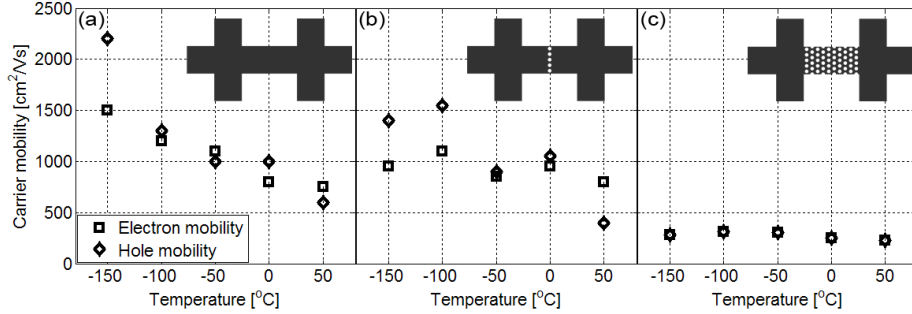 (a) (b) (c)
2500
2000
1500
1000
500
0
Carrier mobility [cm²/Vs]
Electron mobility
Hole mobility
-150 -100 -50 0 50 -150 -100 -50 0 50 -150 -100 -50 0 50
Temperature [°C] Temperature [°C] Temperature [°C]